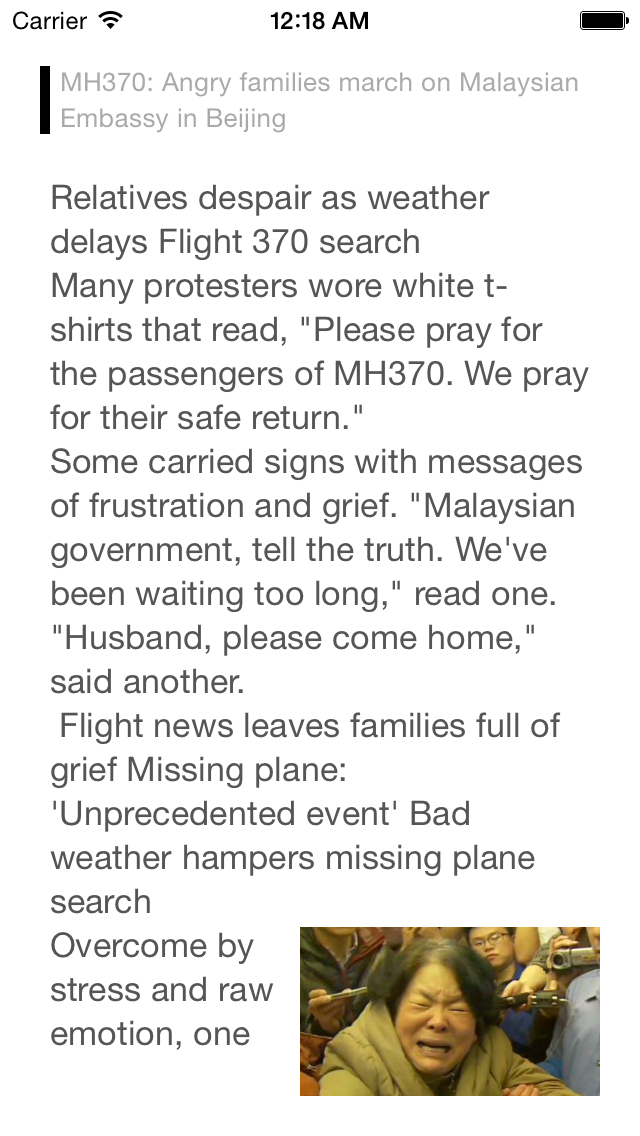 Carrier 12:18 AM
MH370: Angry families march on Malaysian
Embassy in Beijing
Relatives despair as weather
delays Flight 370 search
Many protesters wore white t-
shirts that read, "Please pray for
the passengers of MH370. We pray
for their safe return."
Some carried signs with messages
of frustration and grief. "Malaysian
government, tell the truth. We've
been waiting too long," read one.
"Husband, please come home,"
said another.
Flight news leaves families full of
grief Missing plane:
'Unprecedented event' Bad
weather hampers missing plane
search
Overcome by
stress and raw
emotion, one